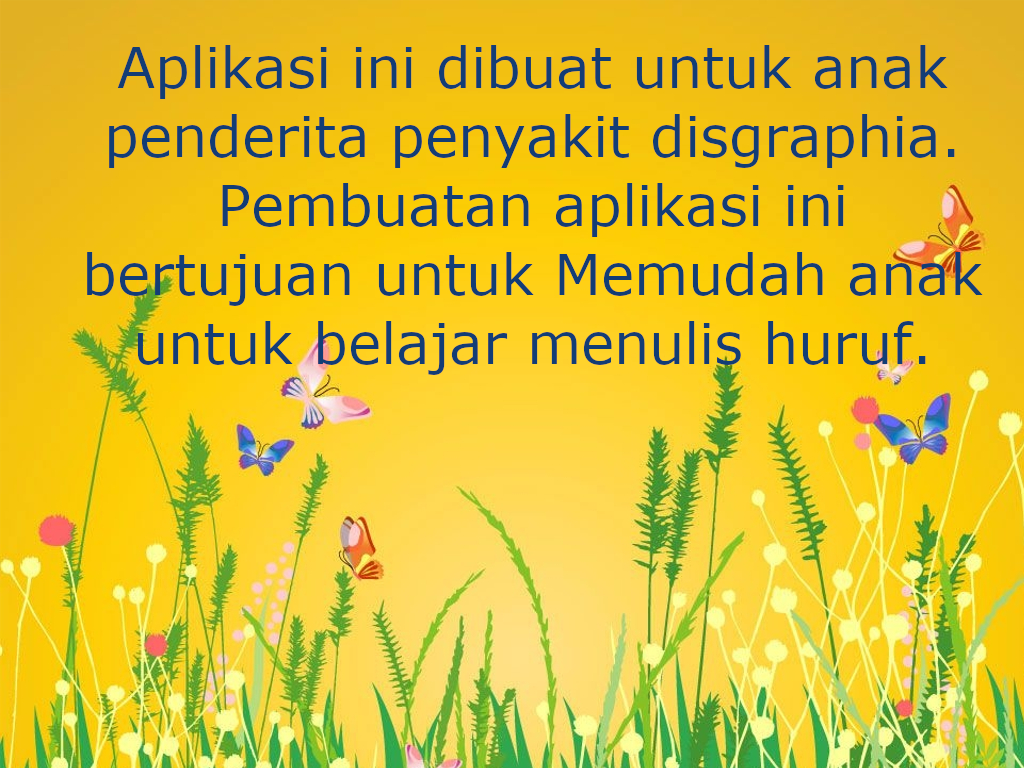 Aplikasi ini dibuat untuk anak
penderita penyakit disgraphia.
Pembuatan aplikasi ini
bertujuan untuk Memudah anak
untuk belajar menulis huruf.